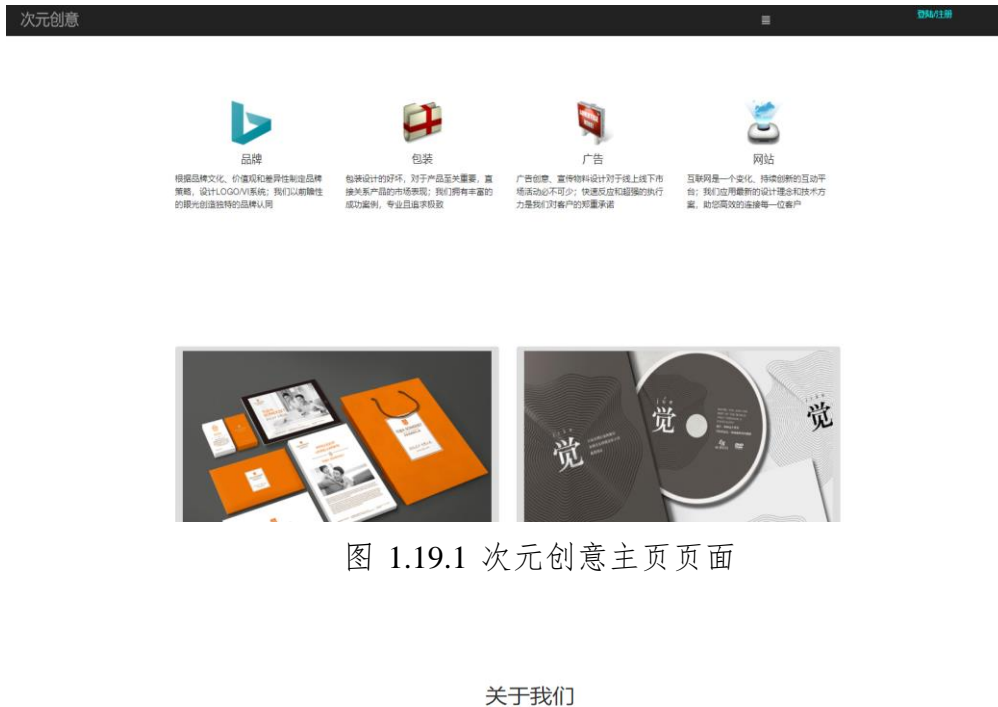 次元创意
登陆/注册
品牌
包装
广告
网站
根据品牌文化、价值观和差异性制定品牌
策略，设计LOGO/VI系统；我们以前瞻性
的眼光创造独特的品牌认同
包装设计的好坏，对于产品至关重要，直
接关系产品的市场表现；我们拥有丰富的
成功案例，专业且追求极致
广告创意、宣传物料设计对于线上线下市
场活动必不可少；快速反应和超强的执行
力是我们对客户的郑重承诺
互联网是一个变化、持续创新的互动平
台；我们应用最新的设计理念和技术方
案，助您高效的连接每一位客户
觉
觉
觉
图 1.19.1 次元创意主页页面
关于我们